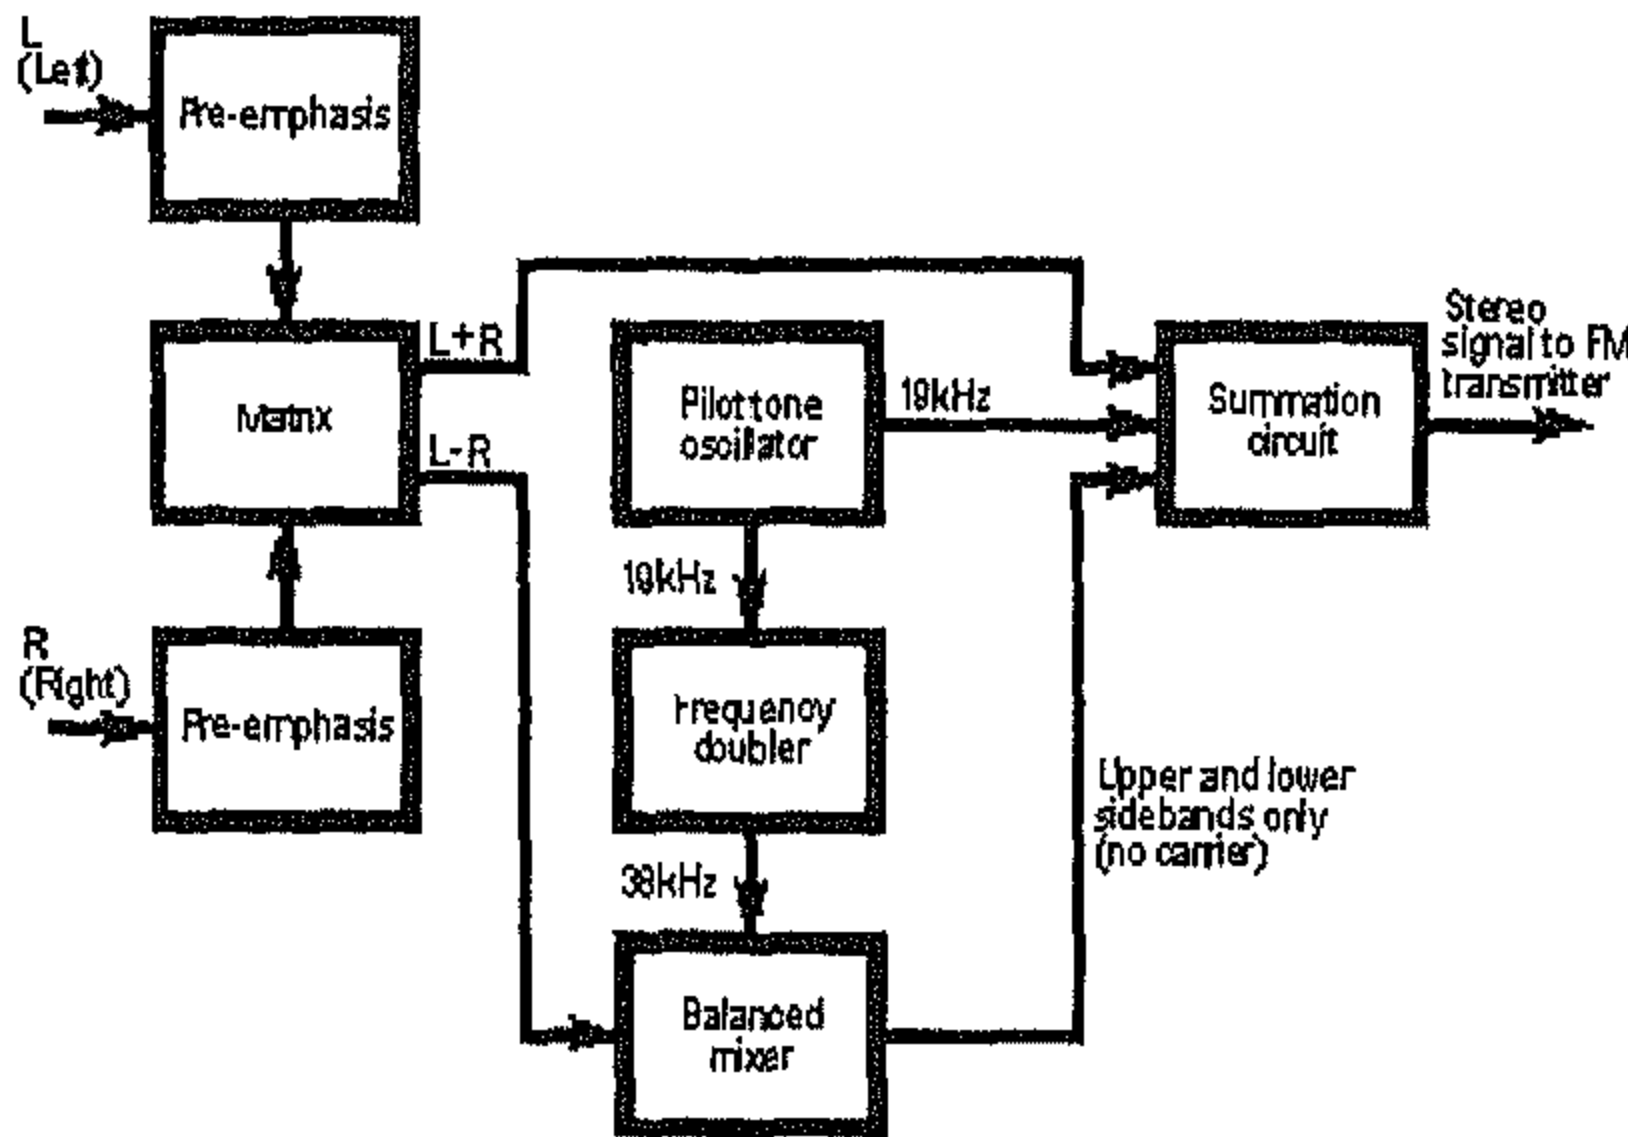 L
(Left)
Pre-emphasis
Matrix
L+R
L-R
Pilot tone
oscillator
19kHz
Summation
circuit
Stereo
signal to FM
transmitter
19kHz
R
(Right)
Pre-emphasis
Frequency
doubler
38kHz
Upper and lower
sidebands only
(no carrier)
Balanced
mixer